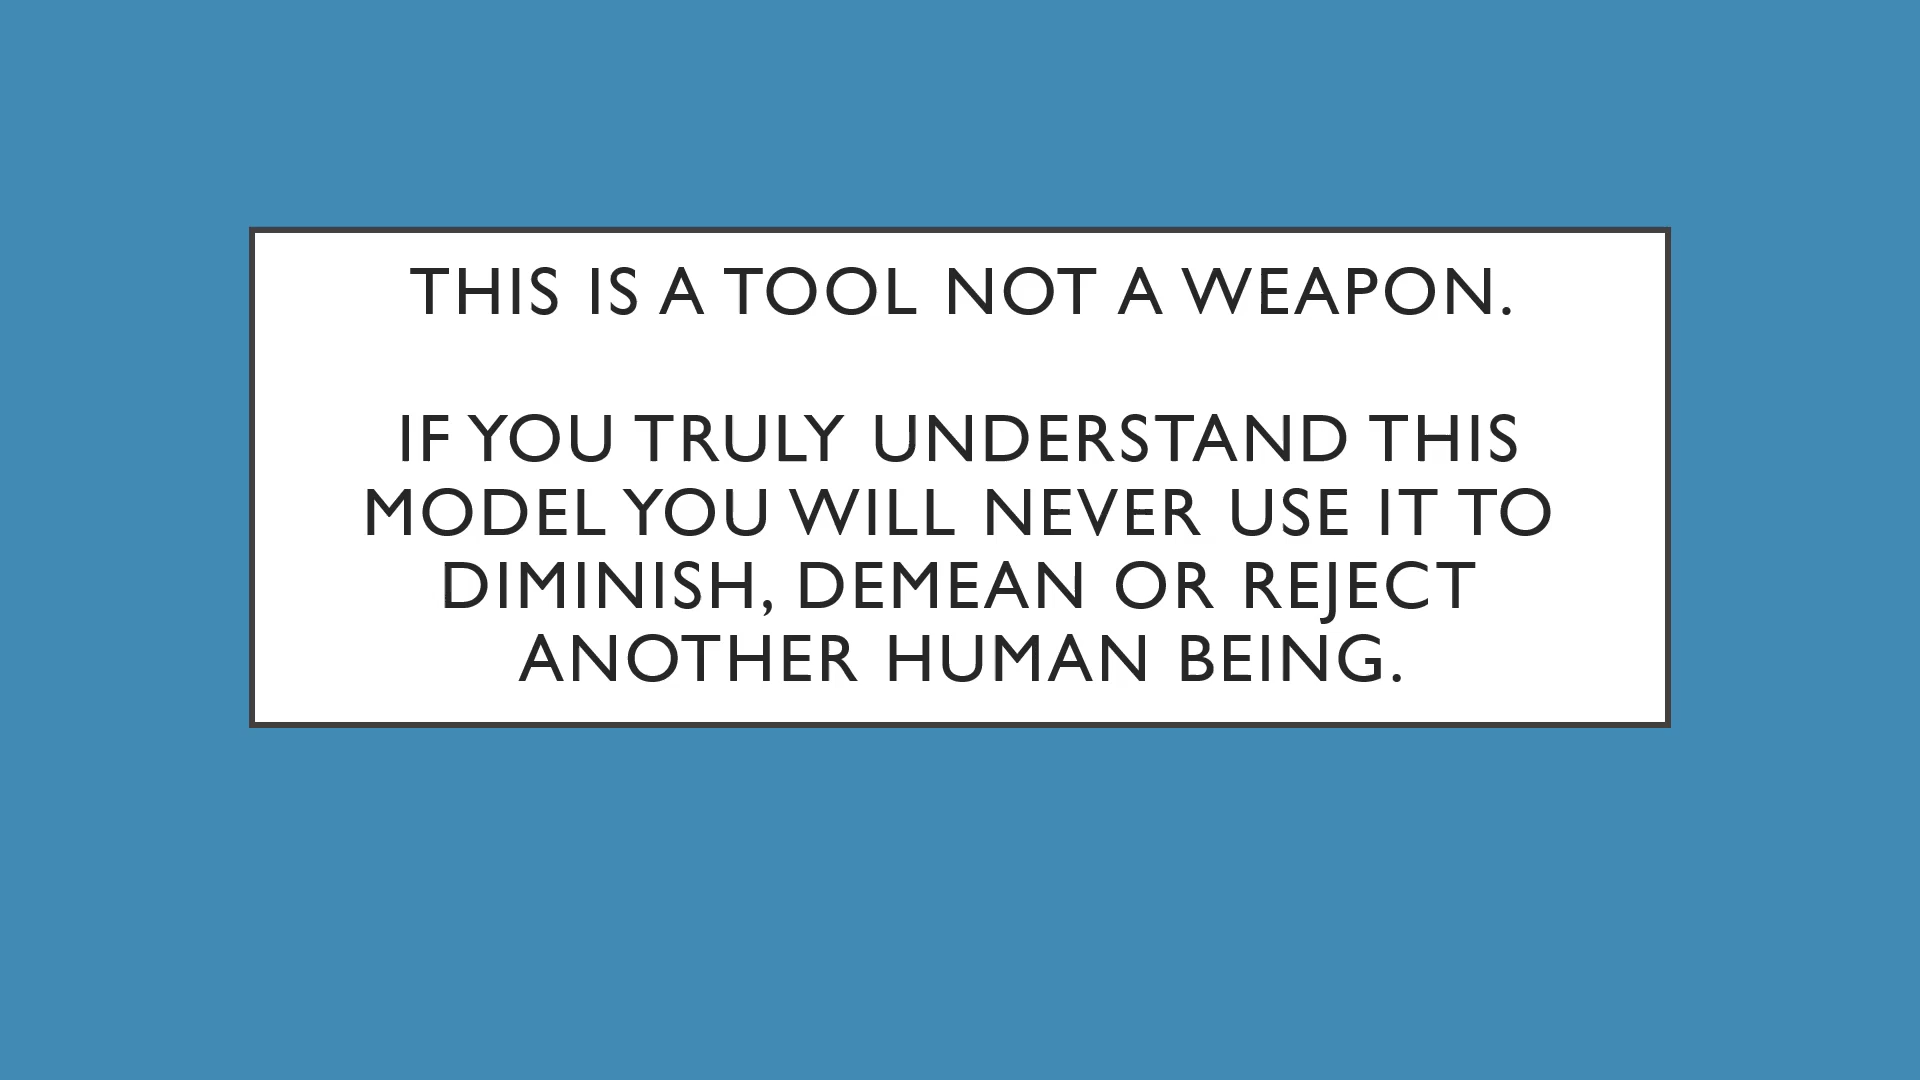 THIS IS A TOOL NOT A WEAPON.
IF YOU TRULY UNDERSTAND THIS
MODEL YOU WILL NEVER USE IT TO
DIMINISH, DEMEAN OR REJECT
ANOTHER HUMAN BEING.